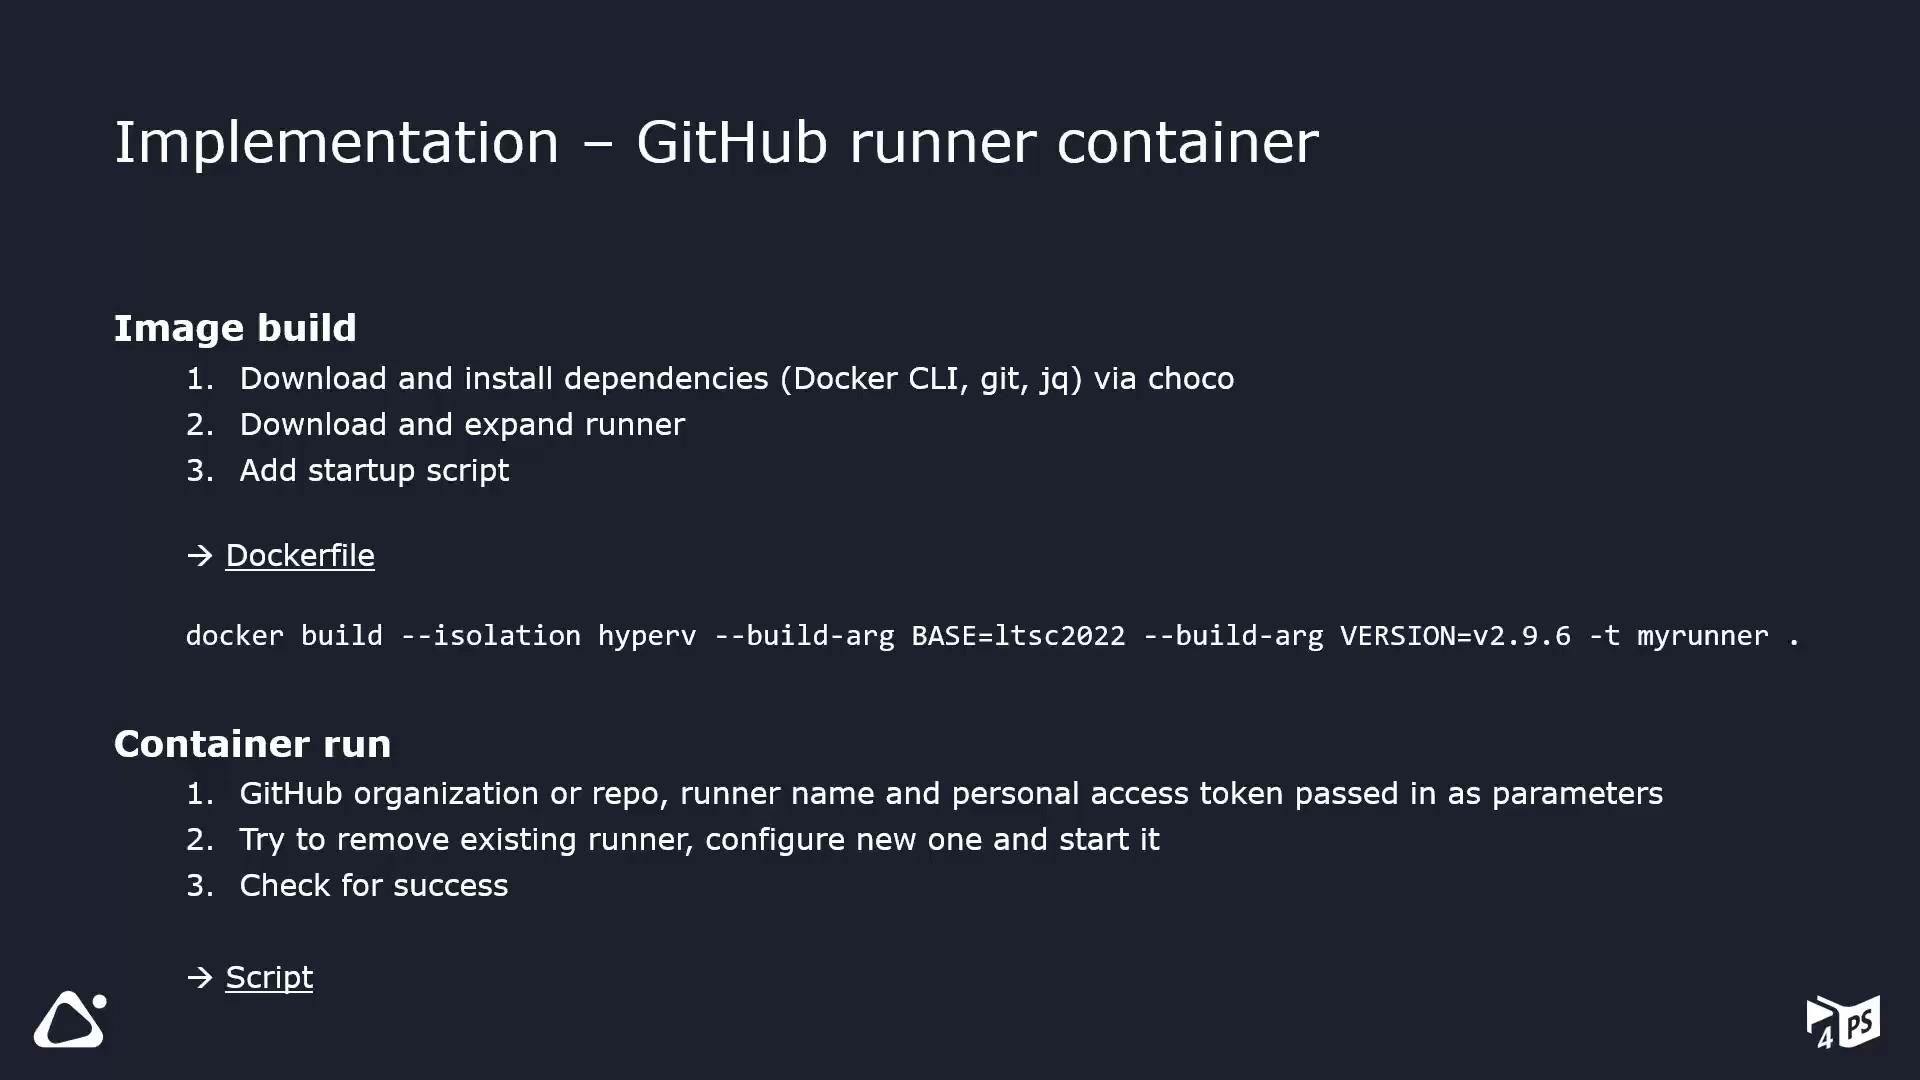 Implementation – GitHub runner container
Image build
1. Download and install dependencies (Docker CLI, git, jq) via choco
2. Download and expand runner
3. Add startup script
→ Dockerfile
docker build --isolation hyperv --build-arg BASE=ltsc2022 --build-arg VERSION=v2.9.6 -t myrunner .
Container run
1. GitHub organization or repo, runner name and personal access token passed in as parameters
2. Try to remove existing runner, configure new one and start it
3. Check for success
→ Script
4PS